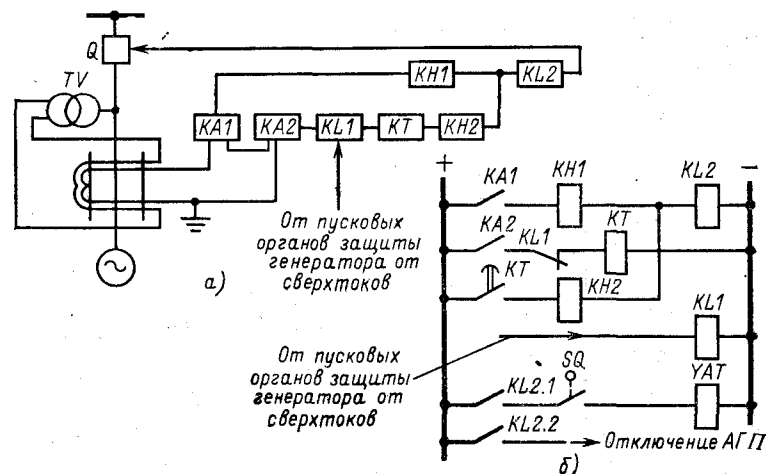 Q
TV
KH1
KL2
KA1
KA2
KL1
KT
KH2
От пусковых
органов защиты
генератора от
сверхтоков
а)
+
−
KA1
KH1
KL2
KA2
KL1
KT
KT
KH2
KL1
От пусковых
органов защиты
генератора от
сверхтоков
SQ
YAT
KL2.1
KL2.2
Отключение АГП
б)